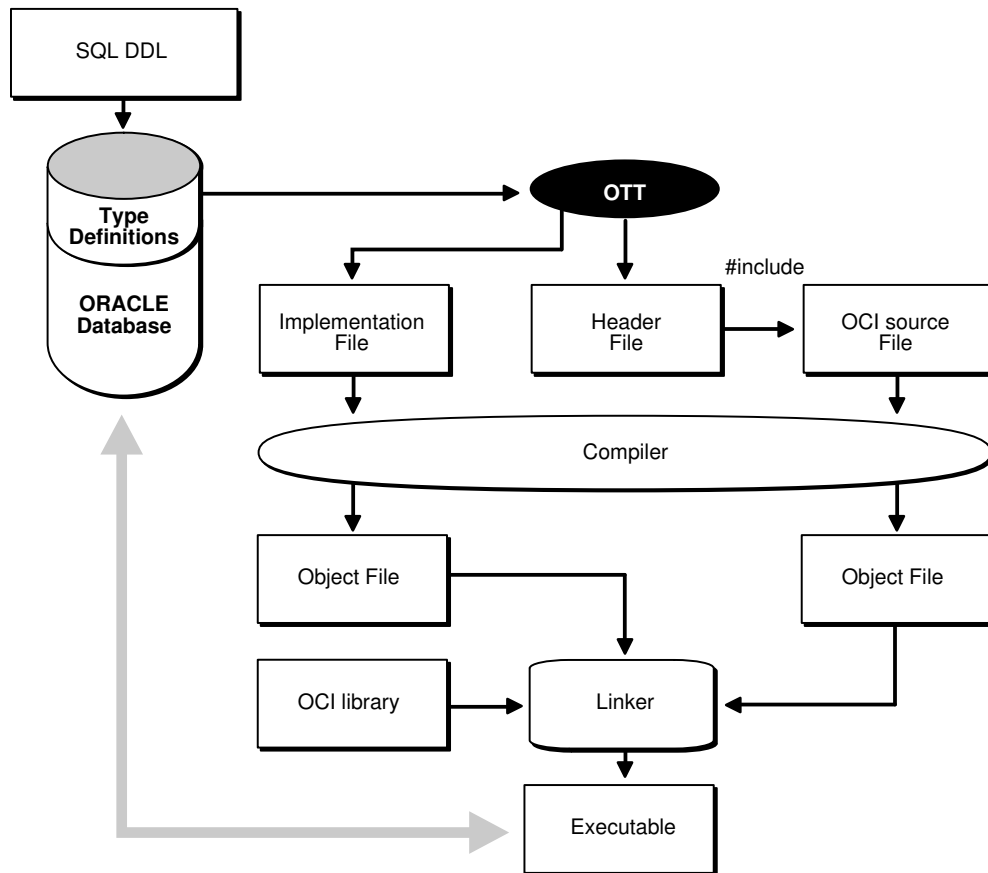 SQL DDL
Type
Definitions
ORACLE
Database
OTT
#include
Implementation
File
Header
File
OCI source
File
Compiler
Object File
Object File
OCI library
Linker
Executable